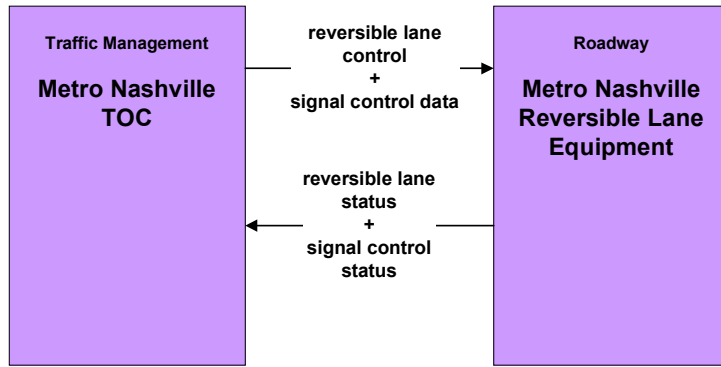 Traffic Management
Metro Nashville
TOC
reversible lane
control
+
signal control data
reversible lane
status
+
signal control
status
Roadway
Metro Nashville
Reversible Lane
Equipment